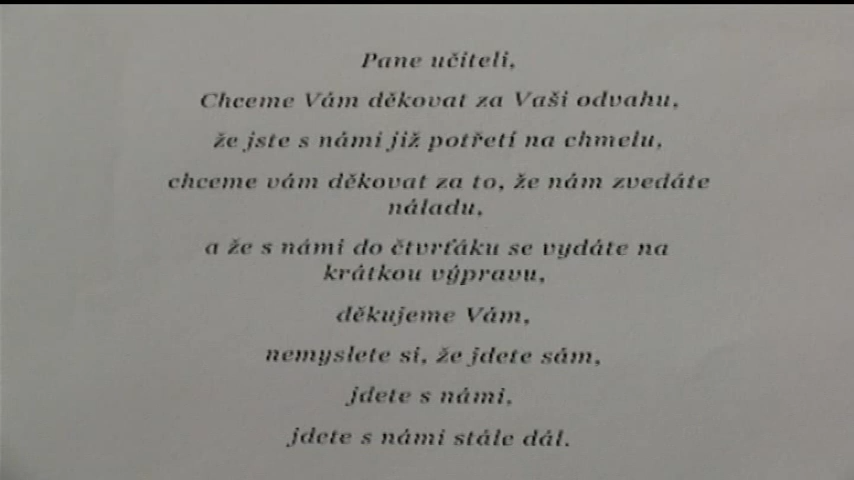 Pane učiteli,
Chceme Vám děkovat za Vaši odvahu,
že jste s námi již potřetí na chmelu,
chceme vám děkovat za to, že nám zvedáte
náladu,
a že s námi do čtvrťáku se vydáte na
krátkou výpravu,
děkujeme Vám,
nemyslete si, že jdete sám,
jdete s námi,
jdete s námi stále dál.